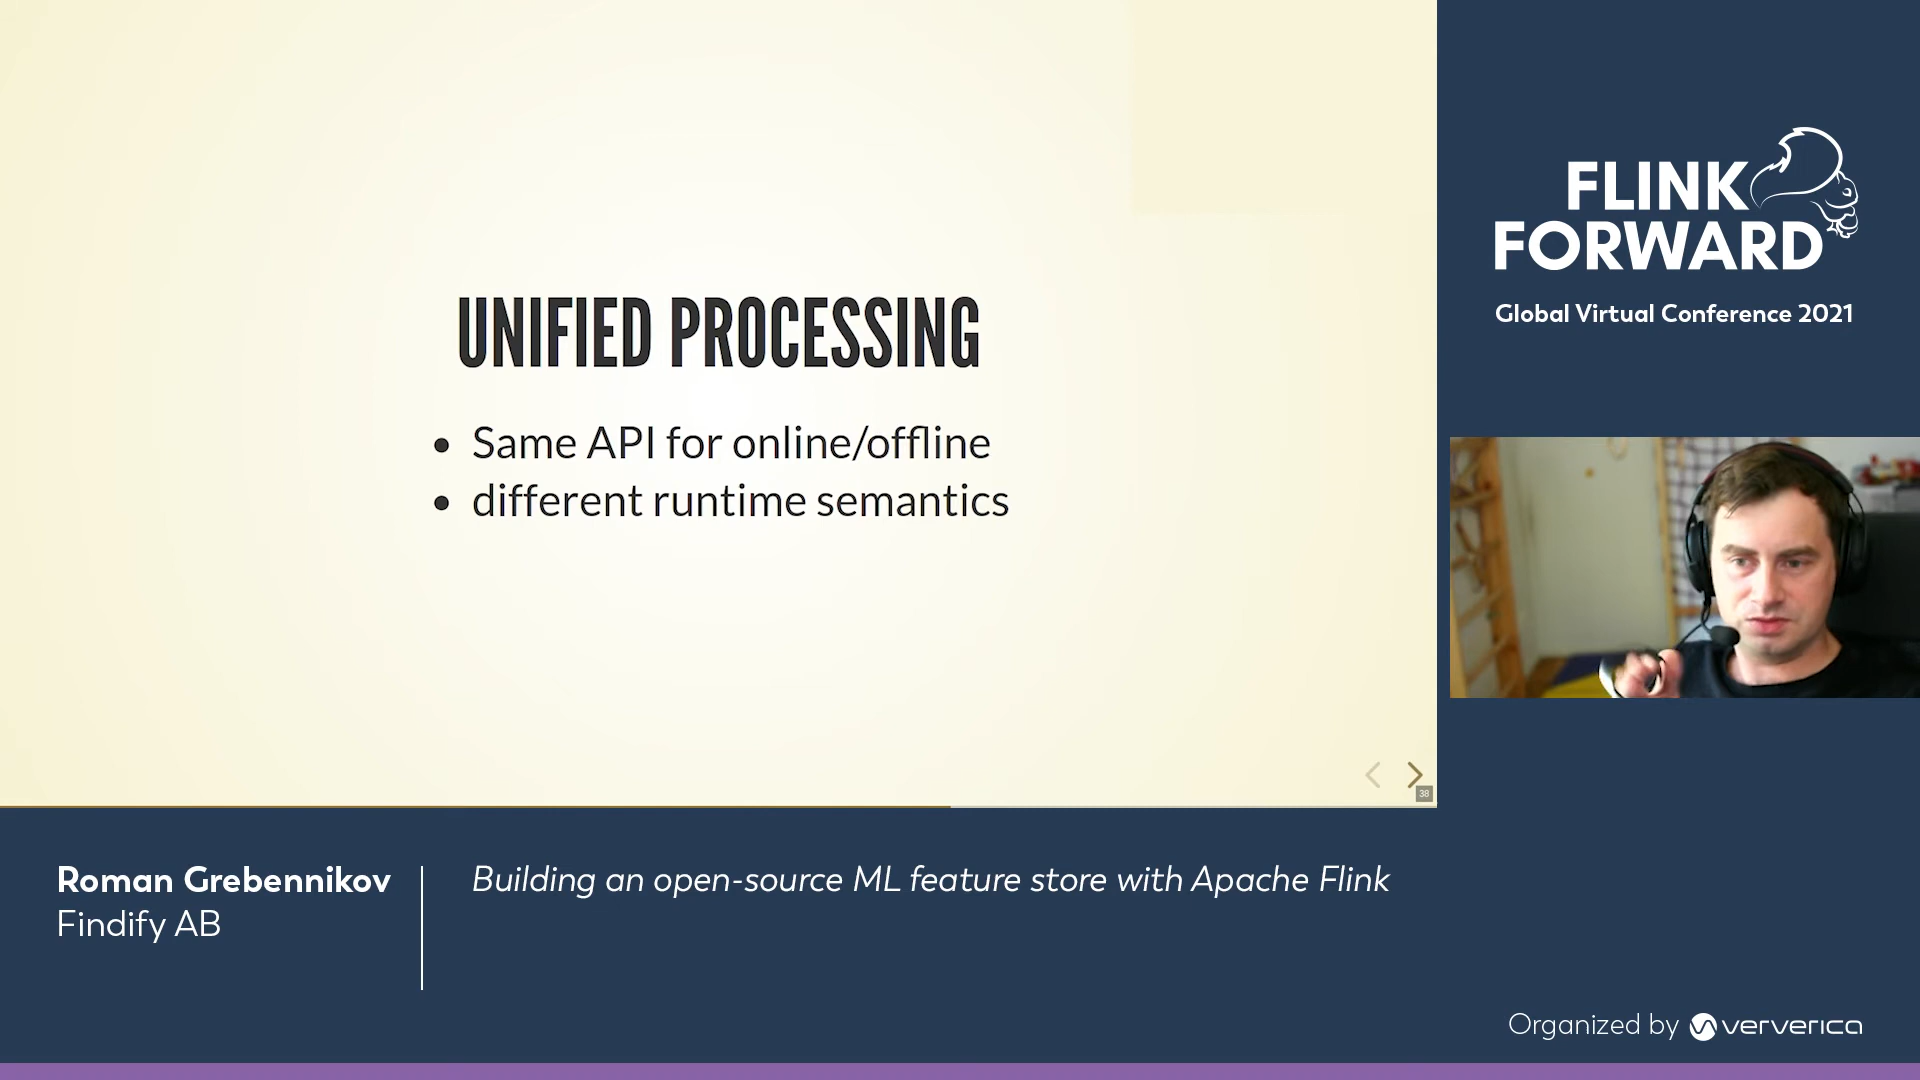 UNIFIED PROCESSING
Same API for online/offline
different runtime semantics
38
FLINK
FORWARD
Global Virtual Conference 2021
Roman Grebennikov
Findify AB
Building an open-source ML feature store with Apache Flink
Organized by ververica